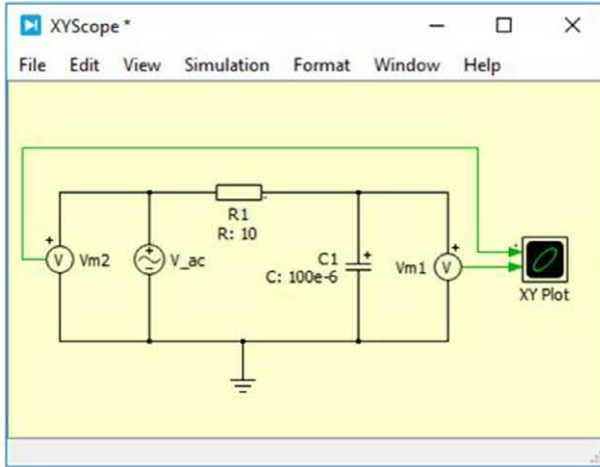 XYScope *
File Edit View Simulation Format Window Help
R1
R: 10
V Vm2
V_ac
C1
C: 100e-6
Vm1 V
XY Plot